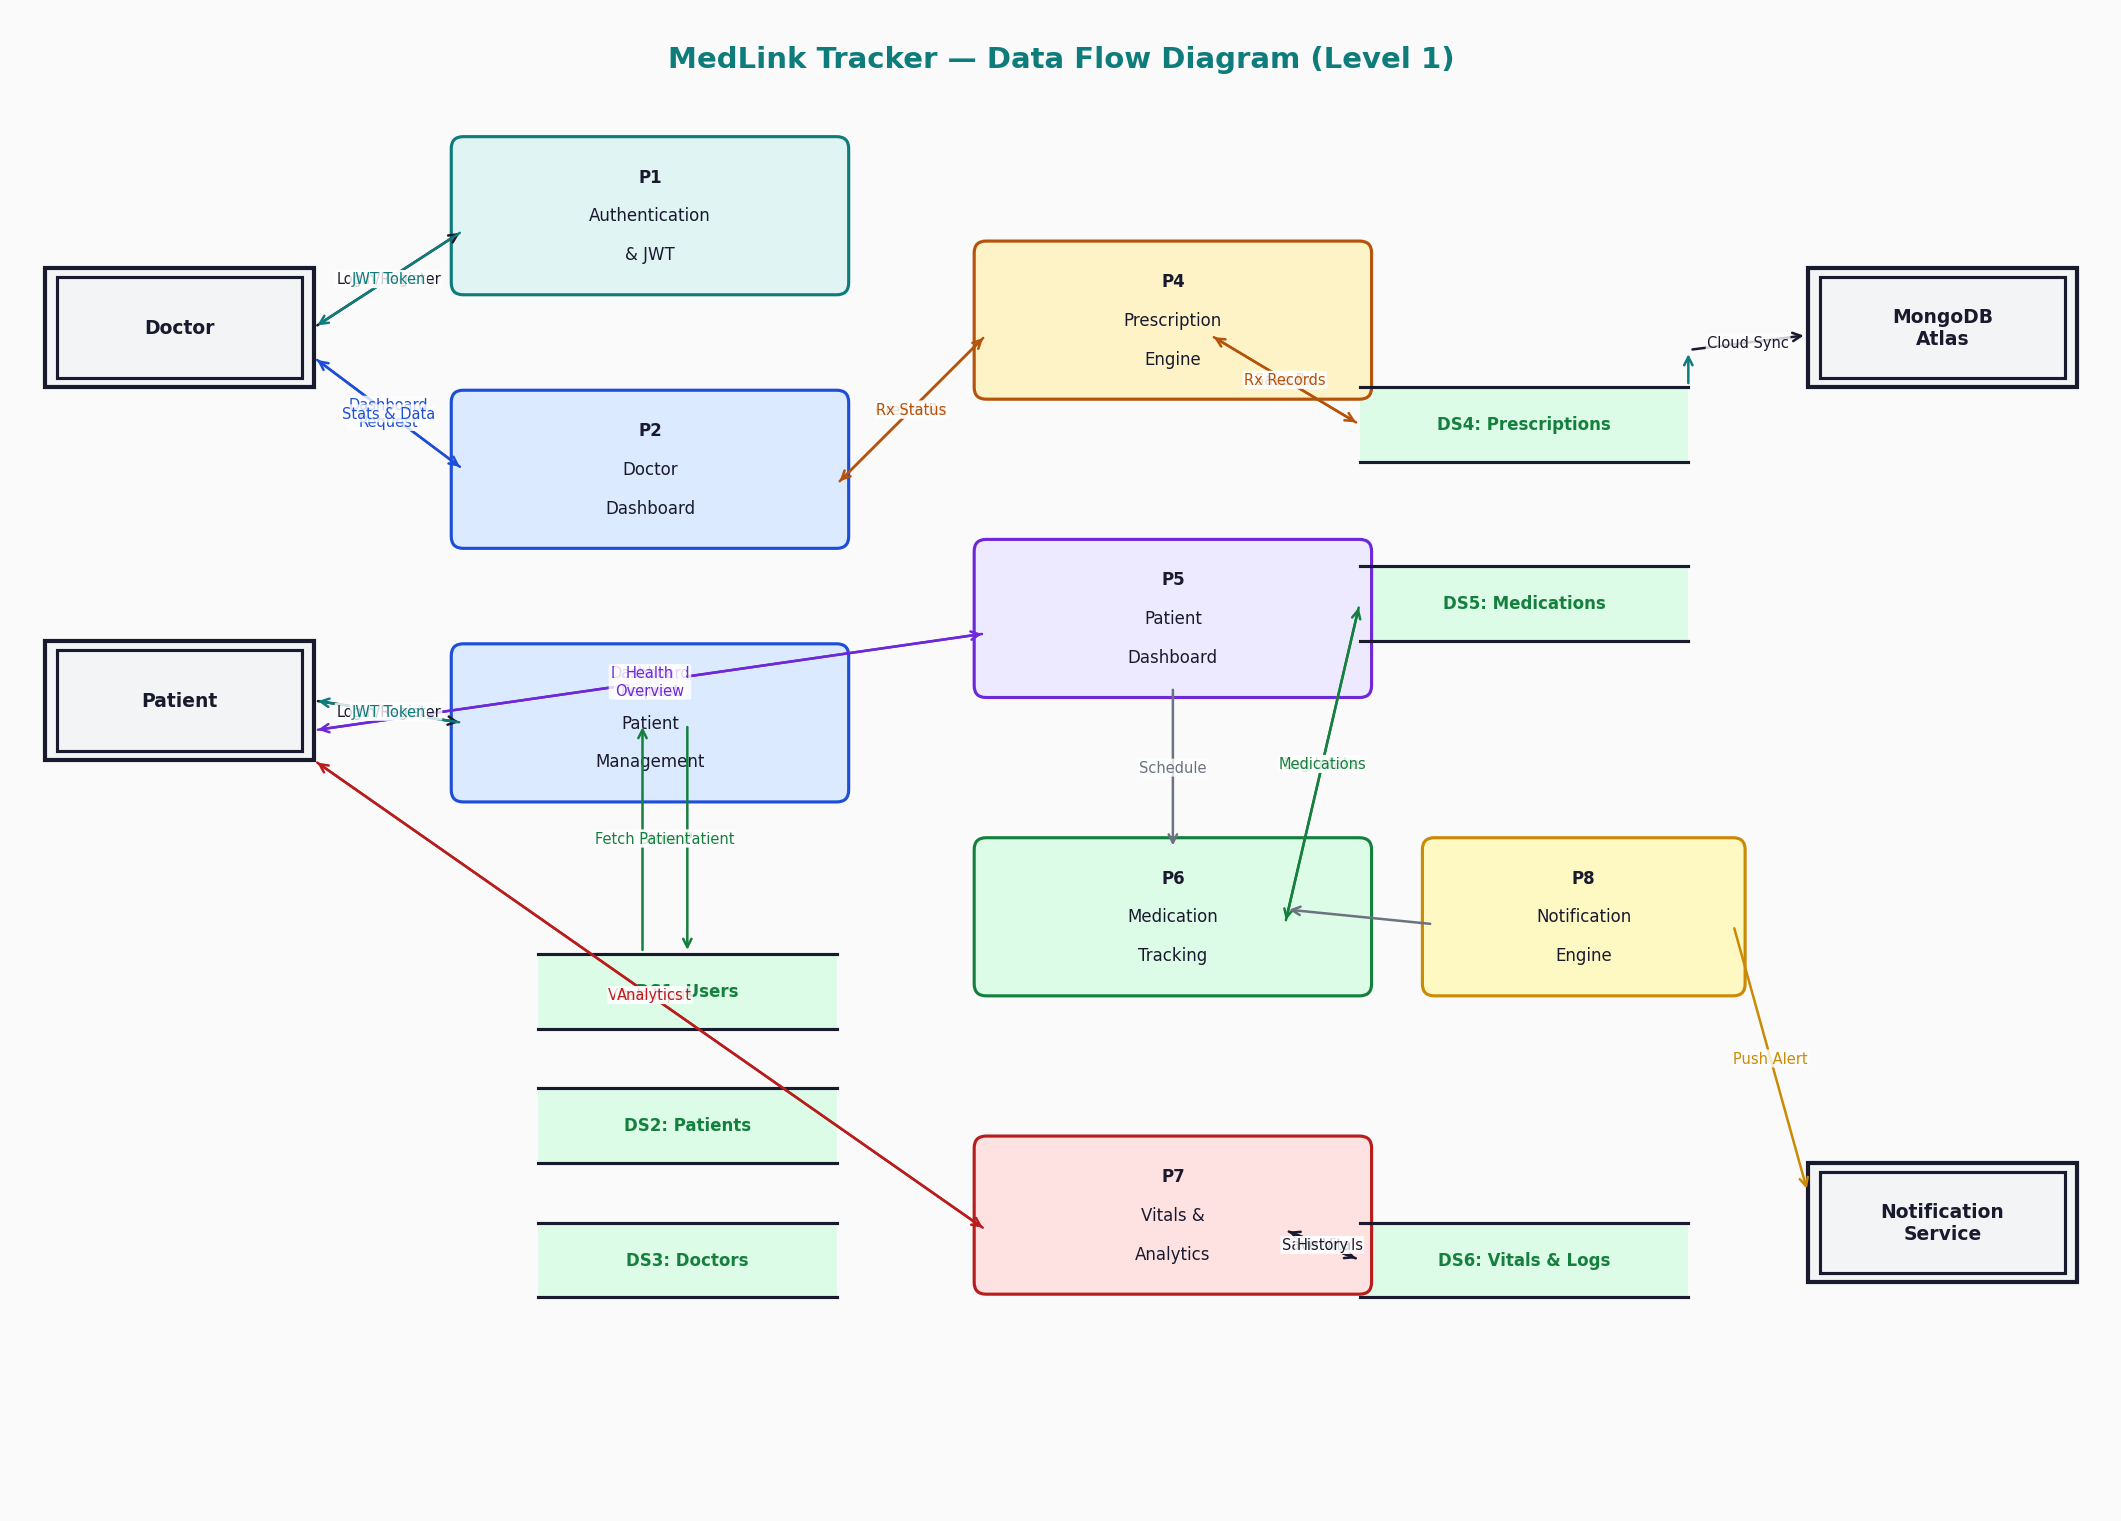 MedLink Tracker — Data Flow Diagram (Level 1)
P1
Authentication
& JWT
Doctor
JWT Token
Stats & Data
Request
P2
Doctor
Dashboard
Rx Status
P4
Prescription
Engine
Rx Records
DS4: Prescriptions
Cloud Sync
MongoDB
Atlas
P5
Patient
Dashboard
DS5: Medications
Patient
JWT Token
Health
Overview
Patient
Management
Fetch Patient
Schedule
Medications
P6
Medication
Tracking
P8
Notification
Engine
Push Alert
Users
Analytics
DS2: Patients
DS3: Doctors
P7
Vitals &
Analytics
History
DS6: Vitals & Logs
Notification
Service